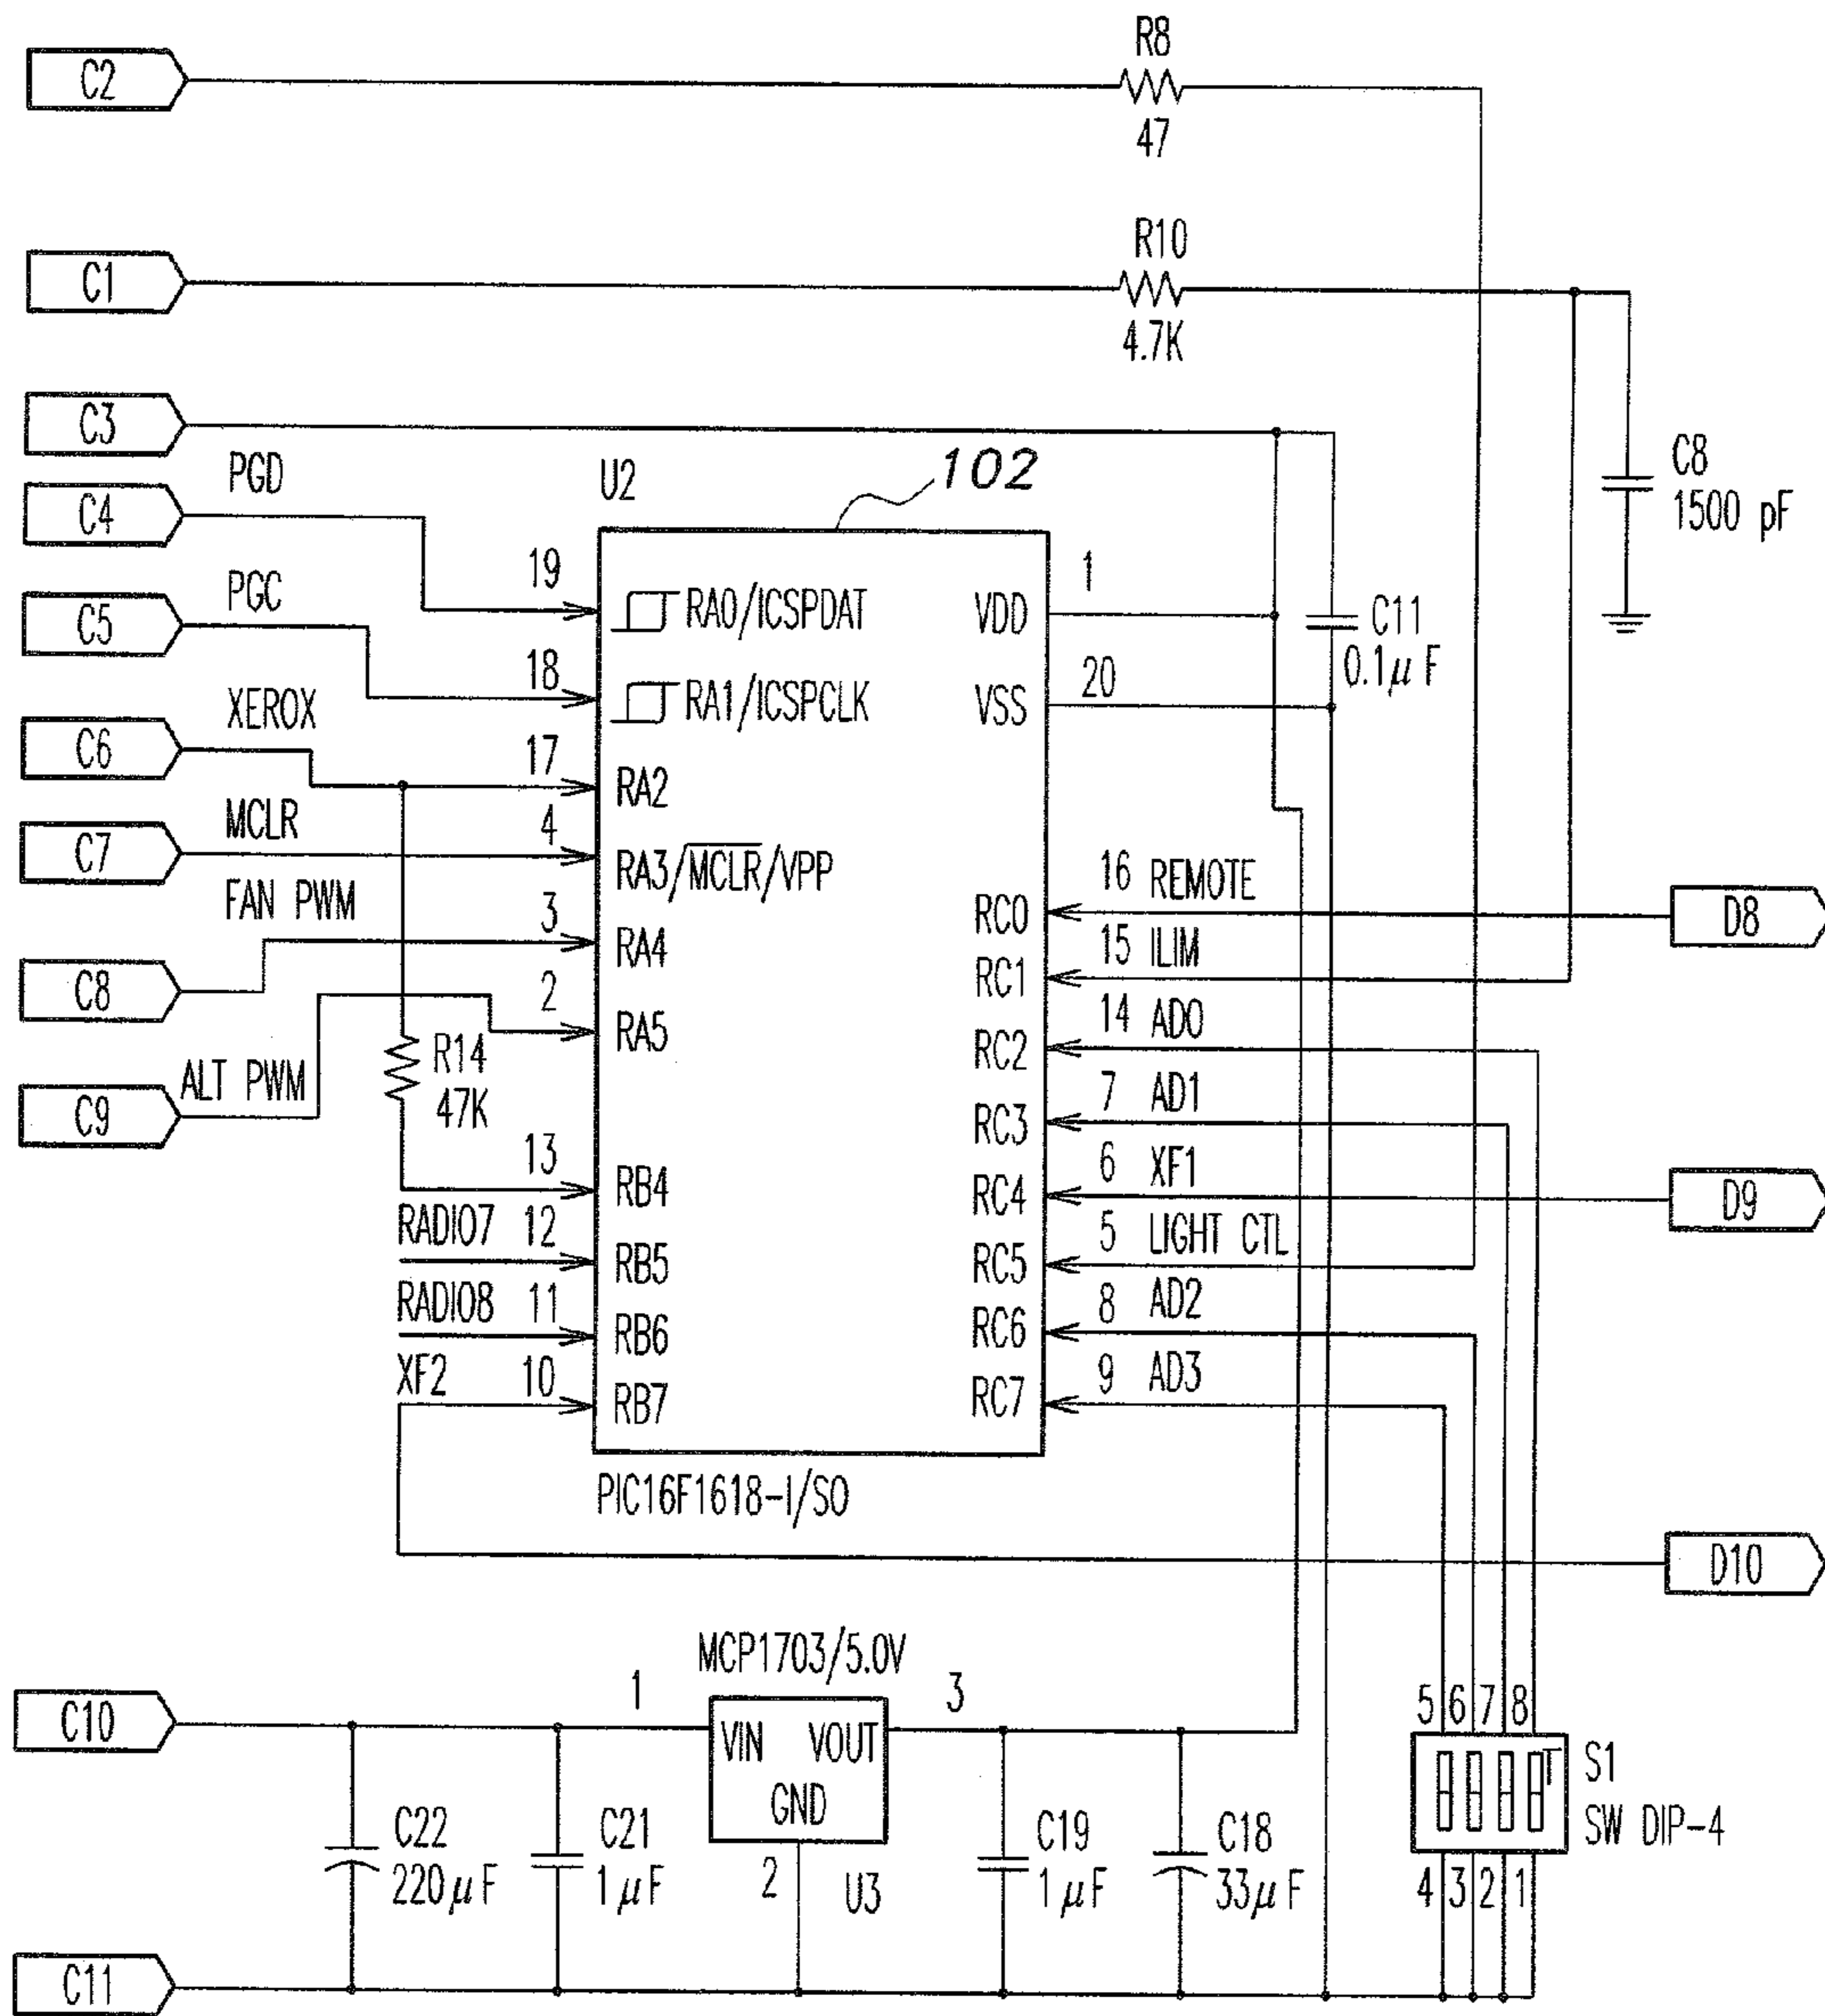 C2
R8
47
C1
R10
4.7K
C3
C8
1500 pF
PGD
C4
U2
102
19
RA0/ICSPDAT
1
VDD
C11
0.1μF
PGC
C5
18
RA1/ICSPCLK
20
VSS
XEROX
C6
17
RA2
MCLR
C7
4
RA3/MCLR/VPP
16 REMOTE
RC0
D8
FAN PWM
C8
3
RA4
15 ILIM
RC1
2
RA5
14 AD0
RC2
ALT PWM
C9
R14
47K
7 AD1
RC3
13
RB4
6 XF1
RC4
D9
RADIO7 12
RB5
5 LIGHT CTL
RC5
RADIO8 11
RB6
8 AD2
RC6
XF2 10
RB7
9 AD3
RC7
PIC16F1618-I/SO
D10
MCP1703/5.0V
C10
1
VIN VOUT
GND
3
2
U3
C22
220μF
C21
1μF
C19
1μF
C18
33μF
5 6 7 8
S1
SW DIP-4
4 3 2 1
C11